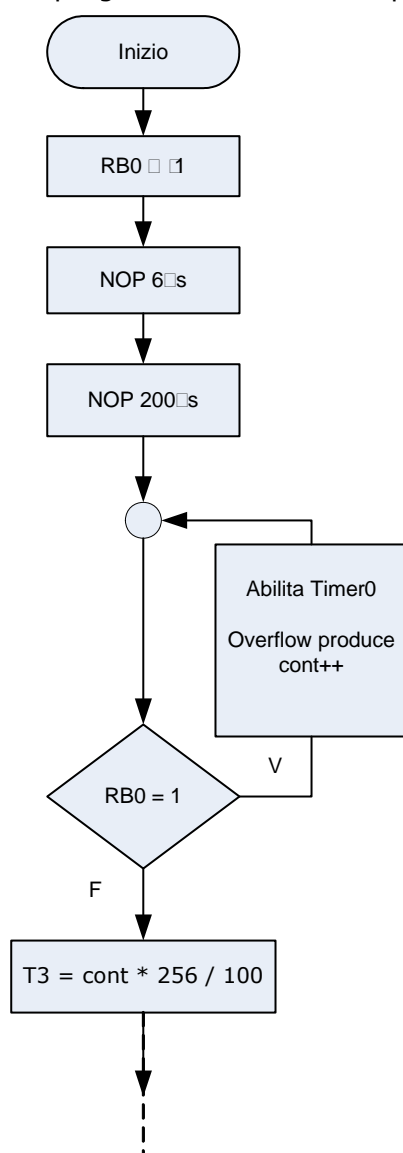 Inizio
RB0 □ □1
NOP 6□s
NOP 200□s
Abilita Timer0
Overflow produce
cont++
V
RB0 = 1
F
T3 = cont * 256 / 100